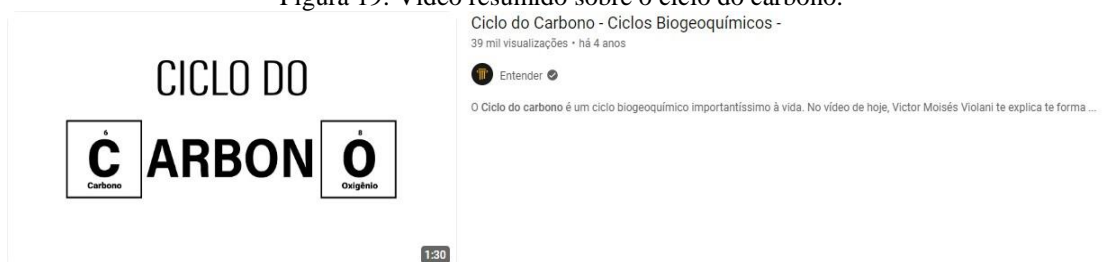 Figura 19: Vídeo resumido sobre o ciclo do carbono.
CICLO DO
6
C ARBON
Carbono
8
O
Oxigênio
1:30
Ciclo do Carbono - Ciclos Biogeoquímicos -
39 mil visualizações • há 4 anos
Entender
O Ciclo do carbono é um ciclo biogeoquímico importantíssimo à vida. No vídeo de hoje, Victor Moisés Violani te explica te forma ...